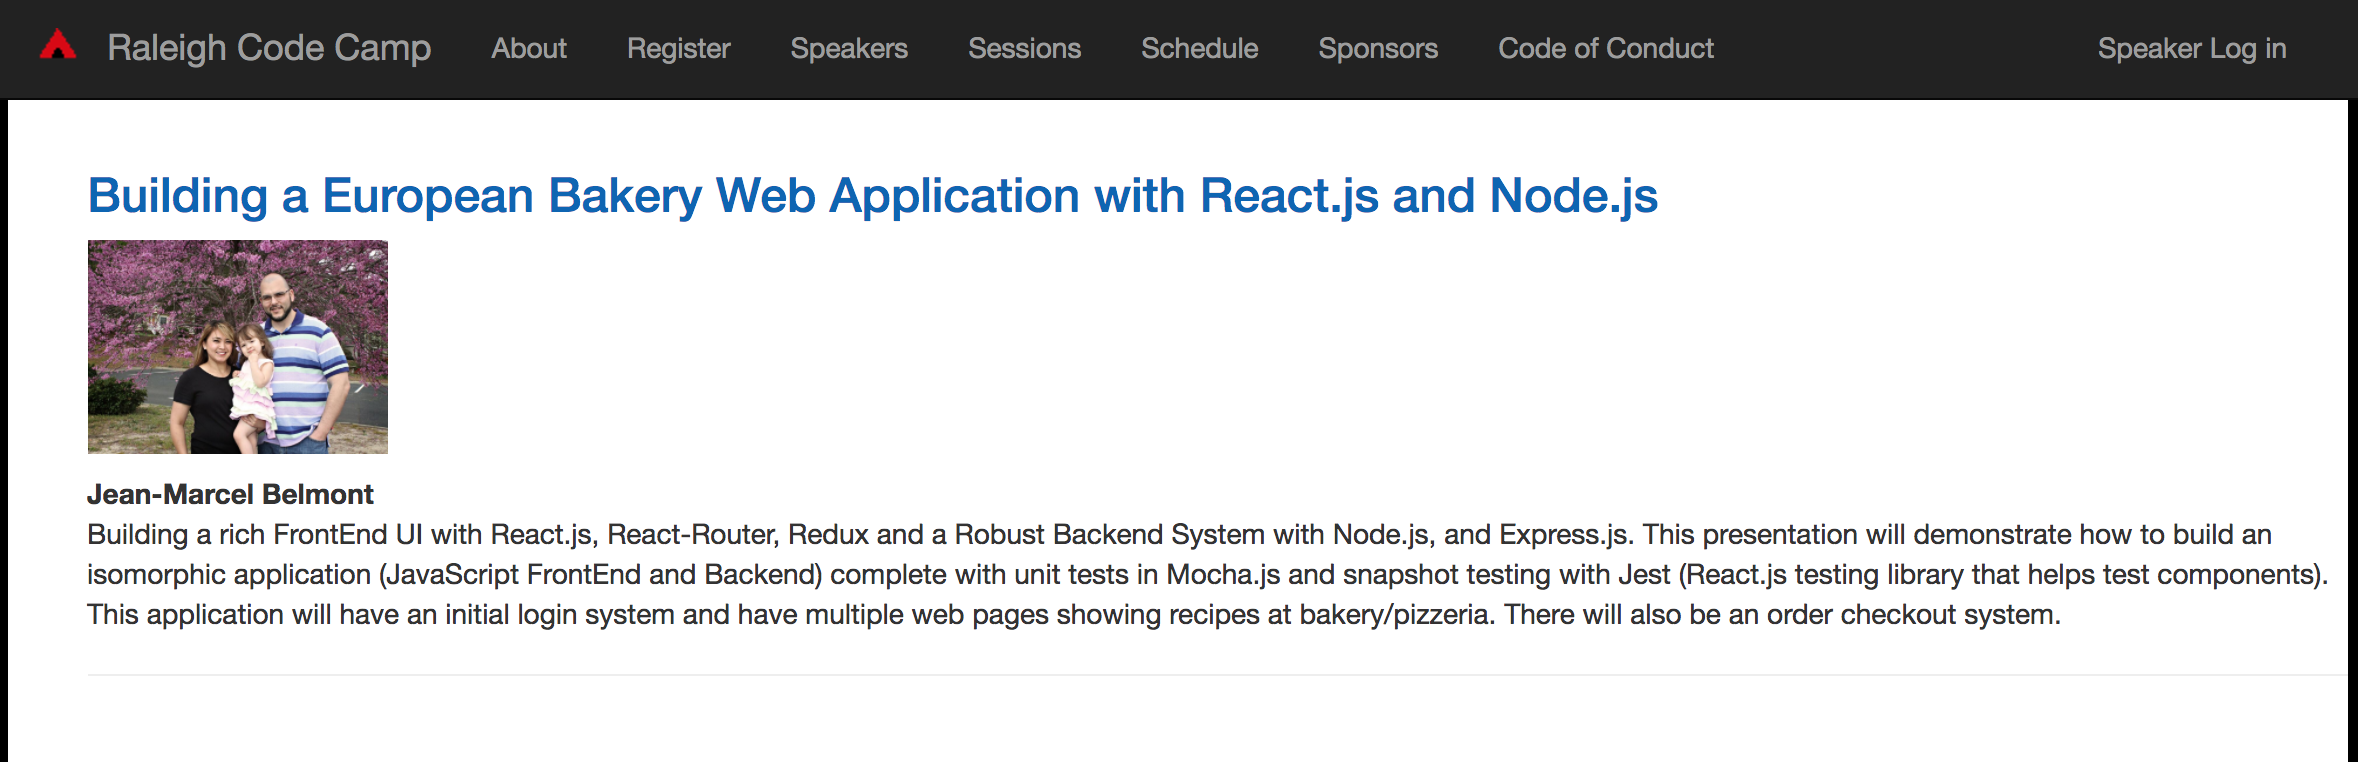 Raleigh Code Camp About Register Speakers Sessions Schedule Sponsors Code of Conduct Speaker Log in
Building a European Bakery Web Application with React.js and Node.js
Jean-Marcel Belmont
Building a rich FrontEnd UI with React.js, React-Router, Redux and a Robust Backend System with Node.js, and Express.js. This presentation will demonstrate how to build an
isomorphic application (JavaScript FrontEnd and Backend) complete with unit tests in Mocha.js and snapshot testing with Jest (React.js testing library that helps test components).
This application will have an initial login system and have multiple web pages showing recipes at bakery/pizzeria. There will also be an order checkout system.